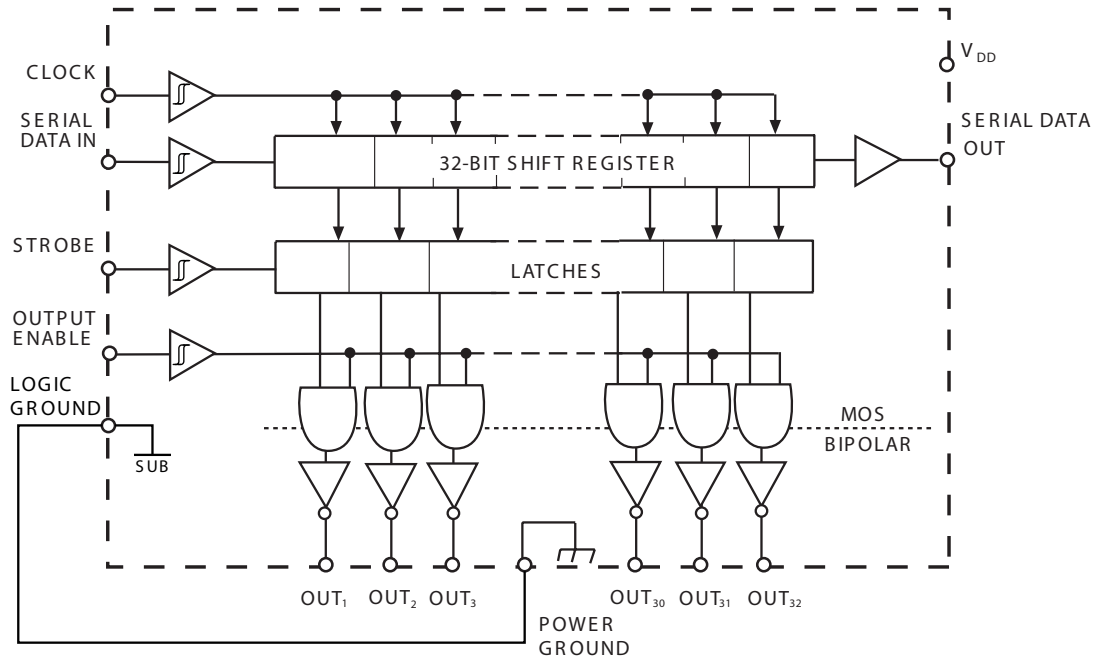 CLOCK
V DD
SERIAL
DATA IN
SERIAL DATA
OUT
32-BIT SHIFT REGISTER
STROBE
LATCHES
OUTPUT
ENABLE
LOGIC
GROUND
MOS
BIPOLAR
SUB
OUT1
OUT2
OUT3
OUT30
OUT31
OUT32
POWER
GROUND